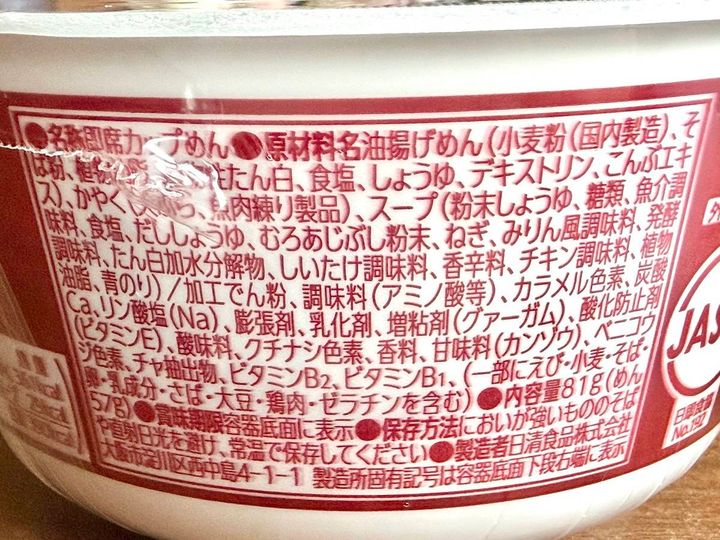 ●名称即席カップめん●原材料名油揚げめん(小麦粉(国内製造)、そ
ば粉、植物 たん白、食塩、しょうゆ、デキストリン、こんぶエキ
ス)、かやく( 魚肉練り製品)、スープ(粉末しょうゆ、糖類、魚介調
味料、食塩、だししょうゆ、むろあじぶし粉末、ねぎ、みりん風調味料、発酵
調味料、たん白加水分解物、しいたけ調味料、香辛料、チキン調味料、植物
油脂、青のり)/加工でん粉、調味料(アミノ酸等)、カラメル色素、炭酸
Ca、リン酸塩(Na)、膨張剤、乳化剤、増粘剤(グァーガム)、酸化防止剤
(ビタミンE)、酸味料、クチナシ色素、香料、甘味料(カンゾウ)、ベニコウ
ジ色素、チャ抽出物、ビタミンB2、ビタミンB1、(一部にえび・小麦・そば・
卵・乳成分・さば・大豆・鶏肉・ゼラチンを含む)●内容量81g(めん
57g)●賞味期限容器底面に表示●保存方法においが強いもののそば
や直射日光を避け、常温で保存してください●製造者日清食品株式会社
大阪市淀川区西中島4-1-1 製造所固有記号は容器底面下段右端に表示
JAS
日本
No.192